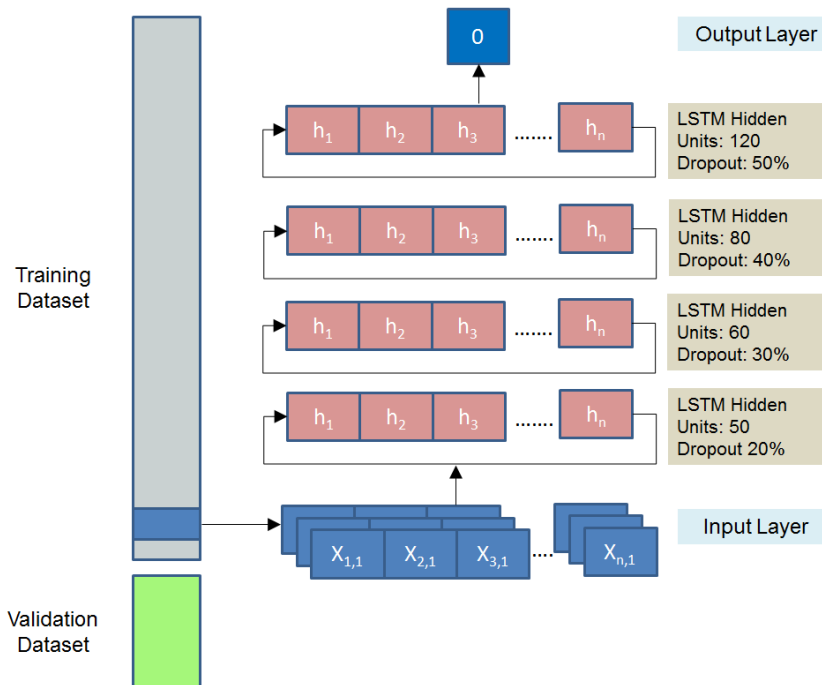 0
Output Layer
h1 h2 h3 ....... hn
LSTM Hidden
Units: 120
Dropout: 50%
h1 h2 h3 ....... hn
LSTM Hidden
Units: 80
Dropout: 40%
Training
Dataset
h1 h2 h3 ....... hn
LSTM Hidden
Units: 60
Dropout: 30%
h1 h2 h3 ....... hn
LSTM Hidden
Units: 50
Dropout 20%
X1,1 X2,1 X3,1 .... Xn,1
Input Layer
Validation
Dataset